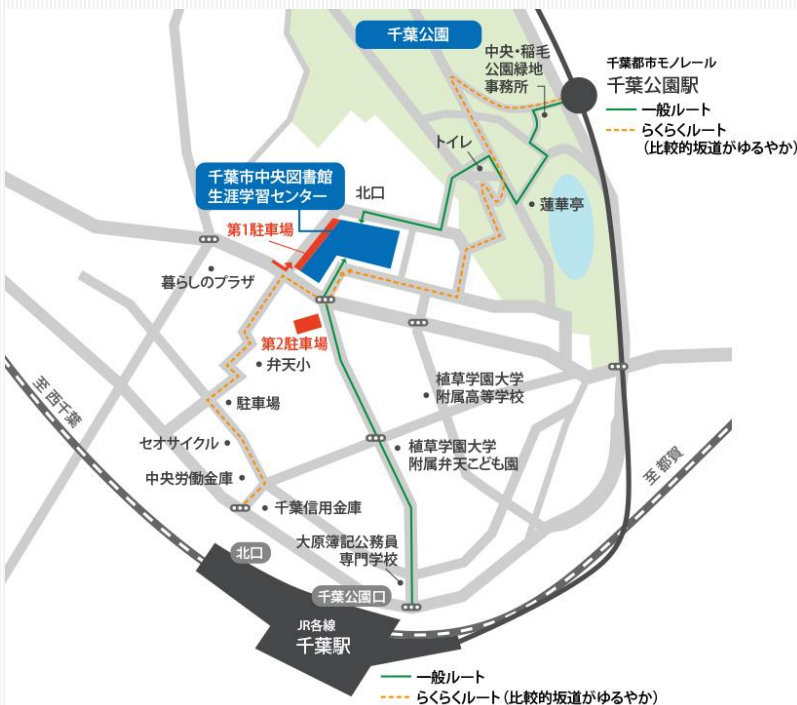 千葉公園
中央・稲毛
公園緑地
事務所
千葉都市モノレール
千葉公園駅
一般ルート
らくらくルート
(比較的坂道がゆるやか)
トイレ
千葉市中央図書館
生涯学習センター
北口
蓮華亭
第1駐車場
暮らしのプラザ
第2駐車場
弁天小
至西千葉
駐車場
植草学園大学
附属高等学校
セオサイクル
植草学園大学
附属弁天こども園
中央労働金庫
至都賀
千葉信用金庫
大原簿記公務員
専門学校
北口
千葉公園口
JR各線
千葉駅
一般ルート
らくらくルート(比較的坂道がゆるやか)